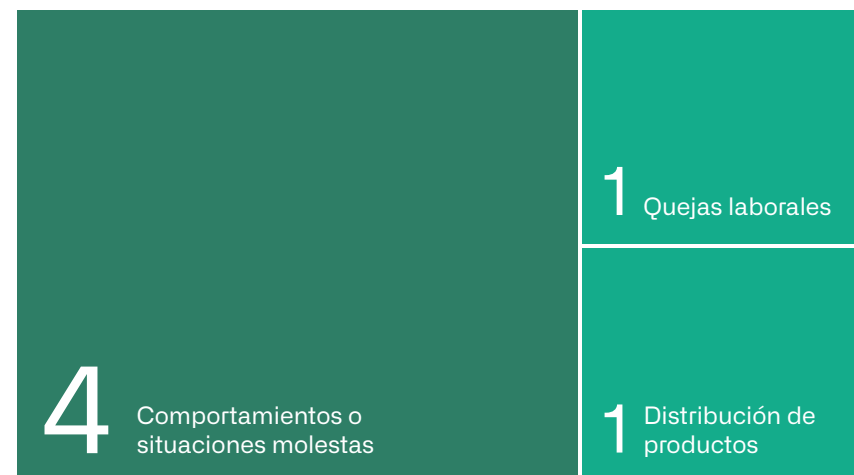 4 Comportamientos o
situaciones molestas
1 Quejas laborales
1 Distribución de
productos